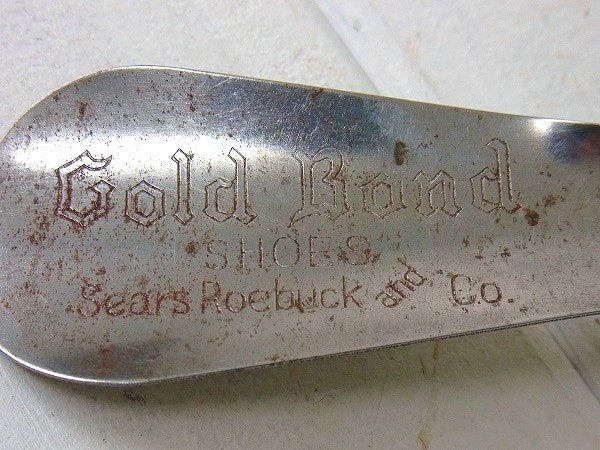 Gold Bond
SHOES
Sears Roebuck and Co.